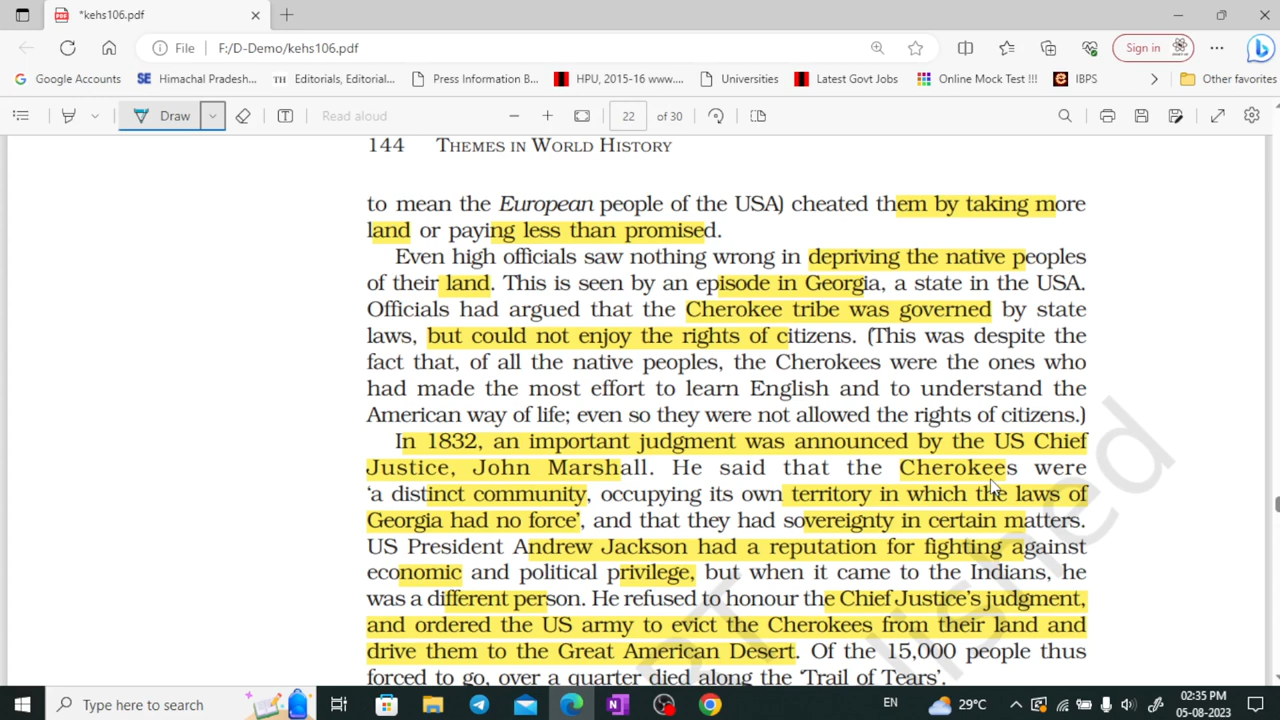 *kehs106.pdf
File F:/D-Demo/kehs106.pdf Sign in
Google Accounts SE Himachal Pradesh... TH Editorials, Editorial... Press Information B... HPU, 2015-16 www.... Universities Latest Govt Jobs Online Mock Test !!! e IBPS Other favorites
Draw Read aloud 22 of 30
144 THEMES IN WORLD HISTORY
to mean the European people of the USA) cheated them by taking more
land or paying less than promised.
Even high officials saw nothing wrong in depriving the native peoples
of their land. This is seen by an episode in Georgia, a state in the USA.
Officials had argued that the Cherokee tribe was governed by state
laws, but could not enjoy the rights of citizens. (This was despite the
fact that, of all the native peoples, the Cherokees were the ones who
had made the most effort to learn English and to understand the
American way of life; even so they were not allowed the rights of citizens.)
In 1832, an important judgment was announced by the US Chief
Justice, John Marshall. He said that the Cherokees were
‘a distinct community, occupying its own territory in which the laws of
Georgia had no force’, and that they had sovereignty in certain matters.
US President Andrew Jackson had a reputation for fighting against
economic and political privilege, but when it came to the Indians, he
was a different person. He refused to honour the Chief Justice’s judgment,
and ordered the US army to evict the Cherokees from their land and
drive them to the Great American Desert. Of the 15,000 people thus
forced to go, over a quarter died along the ‘Trail of Tears’.
Type here to search EN 29°C 02:35 PM
05-08-2023